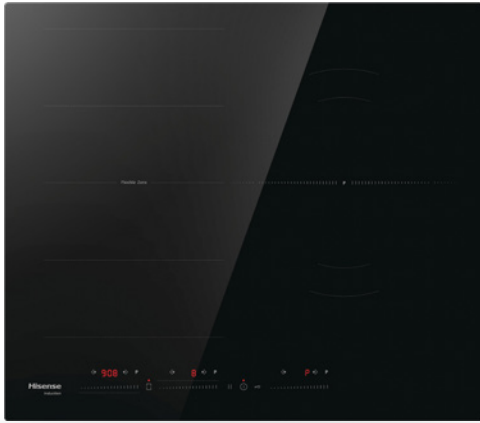 Flexible Zone
P
908 P 8 P P P
Hisense
Induction